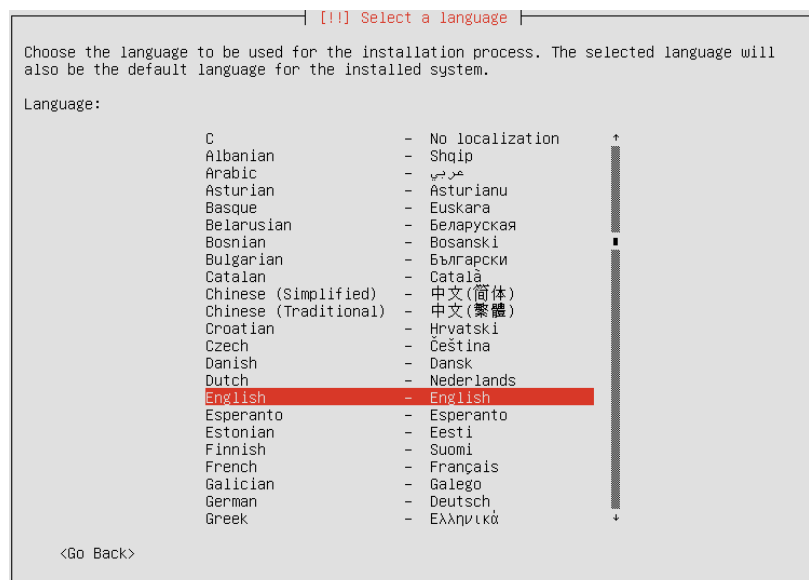 [!!] Select a language
Choose the language to be used for the installation process. The selected language will
also be the default language for the installed system.
Language:
C - No localization
Albanian - Shqip
Arabic - عربي
Asturian - Asturianu
Basque - Euskara
Belarusian - Беларуская
Bosnian - Bosanski
Bulgarian - Български
Catalan - Català
Chinese (Simplified) - 中文(简体)
Chinese (Traditional) - 中文(繁體)
Croatian - Hrvatski
Czech - Čeština
Danish - Dansk
Dutch - Nederlands
English - English
Esperanto - Esperanto
Estonian - Eesti
Finnish - Suomi
French - Français
Galician - Galego
German - Deutsch
Greek - Ελληνικά
<Go Back>